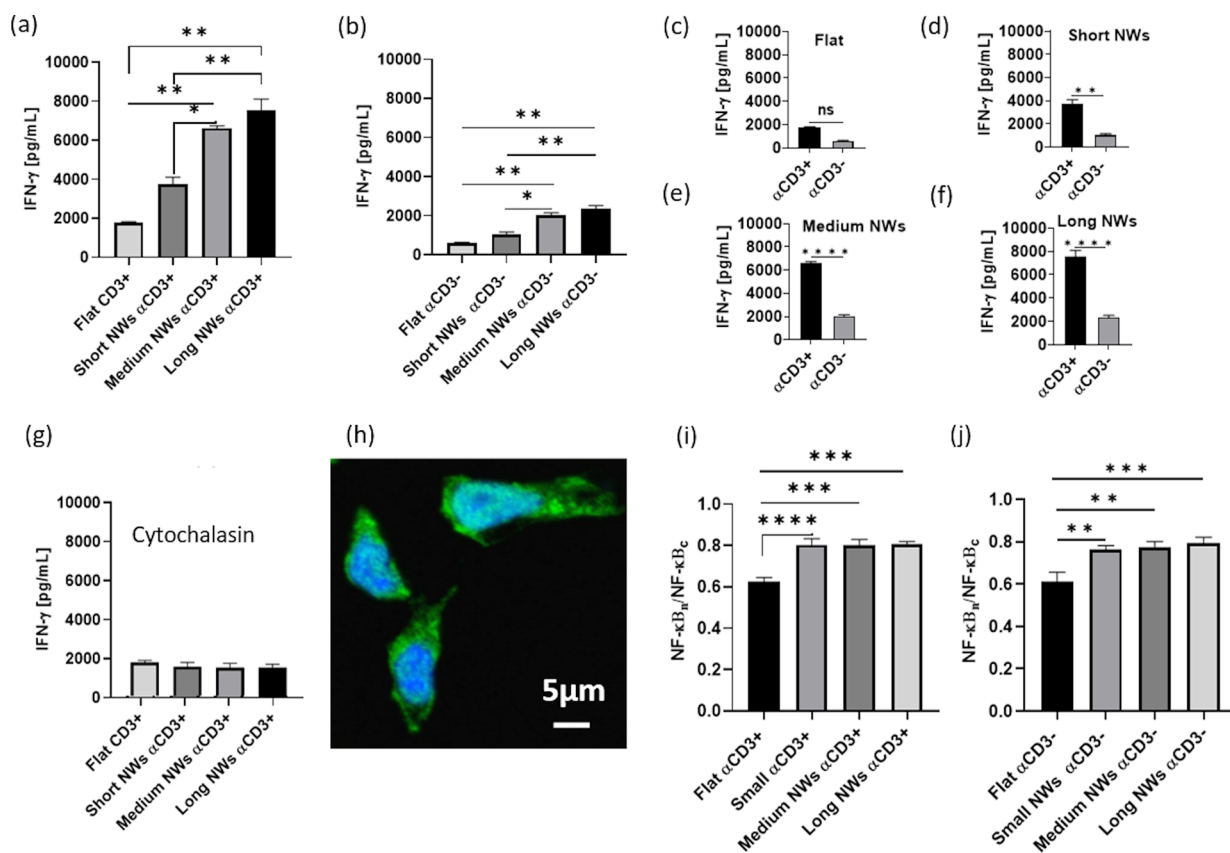 (a)
IFN-γ [pg/mL]
10000
8000
6000
4000
2000
0
**
**
**
*
Flat CD3+
Short NWs αCD3+
Medium NWs αCD3+
Long NWs αCD3+
(b)
IFN-γ [pg/mL]
10000
8000
6000
4000
2000
0
**
**
**
*
Flat αCD3-
Short NWs αCD3-
Medium NWs αCD3-
Long NWs αCD3-
(c)
Flat
IFN-γ [pg/mL]
10000
8000
6000
4000
2000
0
ns
αCD3+
αCD3-
(d)
Short NWs
IFN-γ [pg/mL]
10000
8000
6000
4000
2000
0
**
αCD3+
αCD3-
(e)
Medium NWs
IFN-γ [pg/mL]
10000
8000
6000
4000
2000
0
****
αCD3+
αCD3-
(f)
Long NWs
IFN-γ [pg/mL]
10000
8000
6000
4000
2000
0
****
αCD3+
αCD3-
(g)
Cytochalasin
IFN-γ [pg/mL]
10000
8000
6000
4000
2000
0
Flat CD3+
Short NWs αCD3+
Medium NWs αCD3+
Long NWs αCD3+
(h)
5µm
(i)
NF-κBn/NF-κBC
1.0
0.8
0.6
0.4
0.2
0.0
***
***
****
Flat αCD3+
Small αCD3+
Medium NWs αCD3+
Long NWs αCD3+
(j)
NF-κBn/NF-κBC
1.0
0.8
0.6
0.4
0.2
0.0
***
**
**
Flat αCD3-
Small NWs αCD3-
Medium NWs αCD3-
Long NWs αCD3-